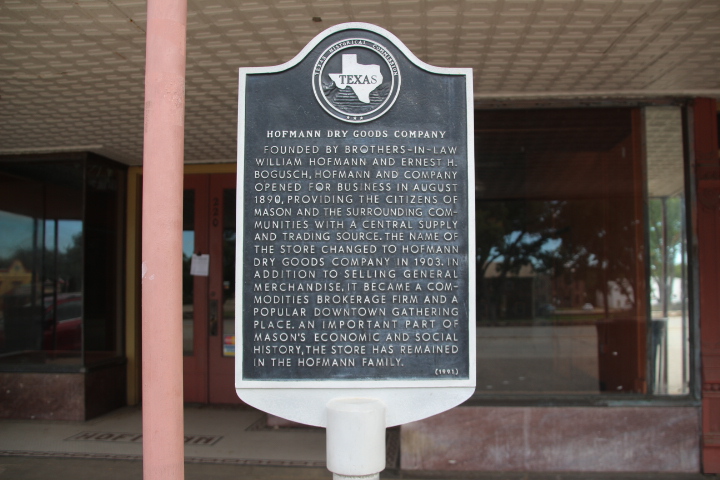 TEXAS HISTORICAL COMMISSION
TEXAS
HOFMANN DRY GOODS COMPANY
FOUNDED BY BROTHERS-IN-LAW
WILLIAM HOFMANN AND ERNEST H.
BOGUSCH, HOFMANN AND COMPANY
OPENED FOR BUSINESS IN AUGUST
1890, PROVIDING THE CITIZENS OF
MASON AND THE SURROUNDING COM-
MUNITIES WITH A CENTRAL SUPPLY
AND TRADING SOURCE. THE NAME OF
THE STORE CHANGED TO HOFMANN
DRY GOODS COMPANY IN 1903. IN
ADDITION TO SELLING GENERAL
MERCHANDISE, IT BECAME A COM-
MODITIES BROKERAGE FIRM AND A
POPULAR DOWNTOWN GATHERING
PLACE. AN IMPORTANT PART OF
MASON'S ECONOMIC AND SOCIAL
HISTORY, THE STORE HAS REMAINED
IN THE HOFMANN FAMILY.
(1991)
HOFMANN